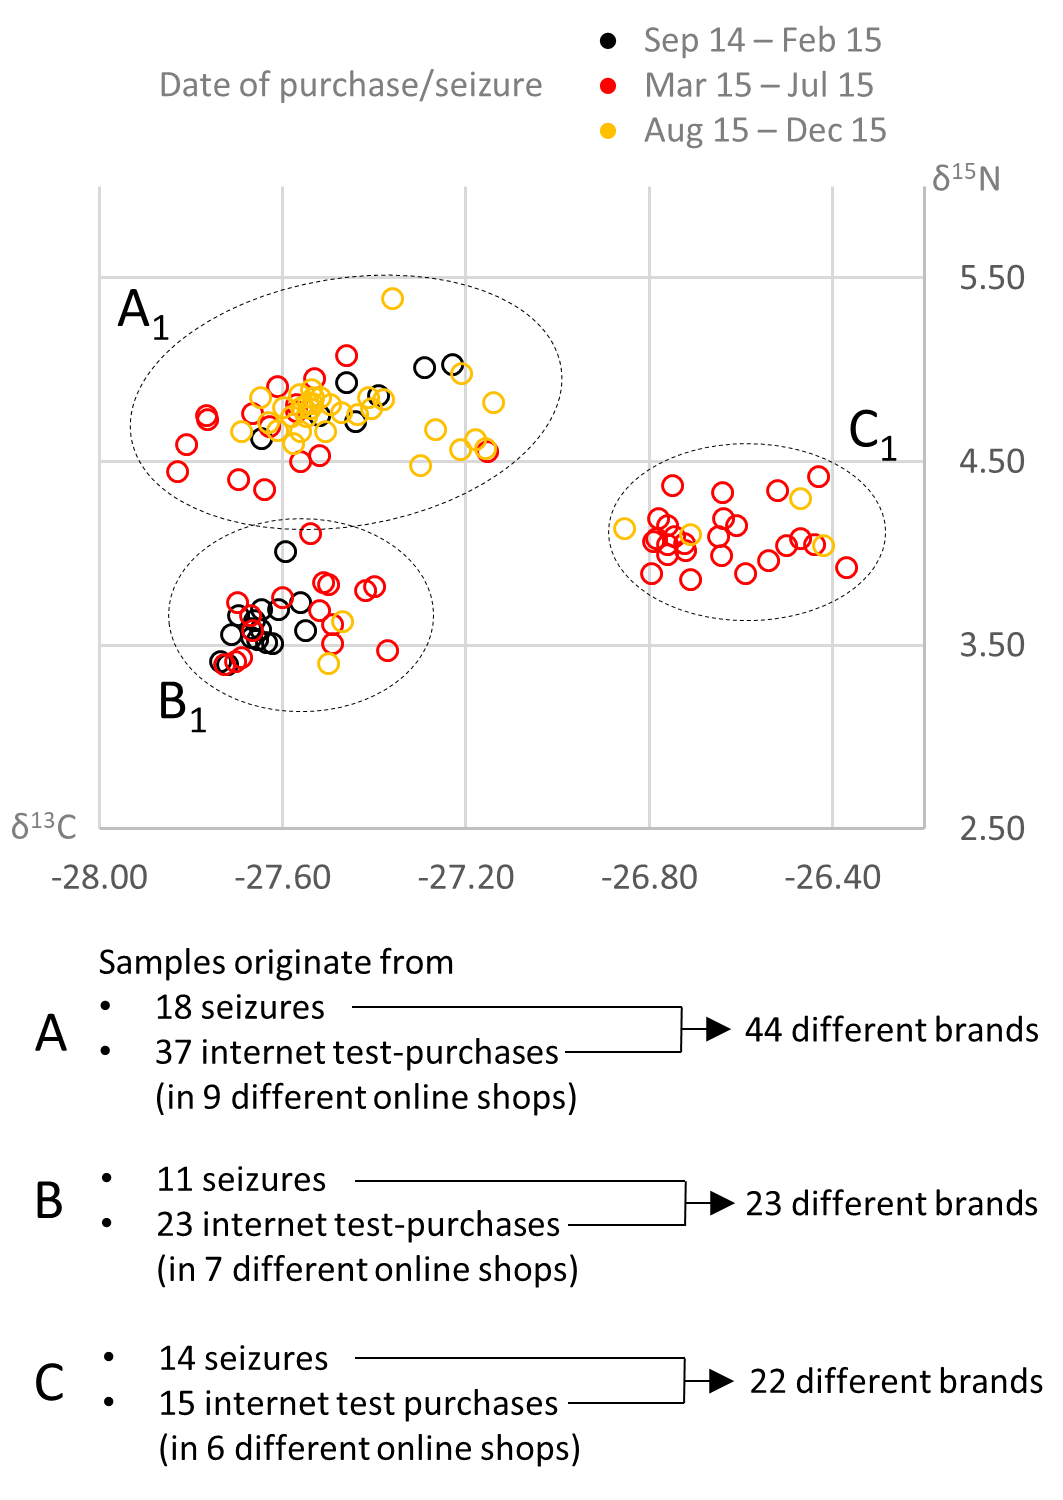 Date of purchase/seizure
Sep 14 – Feb 15
Mar 15 – Jul 15
Aug 15 – Dec 15
δ¹⁵N
A₁
5.50
C₁
4.50
3.50
B₁
δ¹³C
2.50
-28.00 -27.60 -27.20 -26.80 -26.40
Samples originate from
A
• 18 seizures
• 37 internet test-purchases
(in 9 different online shops)
44 different brands
B
• 11 seizures
• 23 internet test-purchases
(in 7 different online shops)
23 different brands
C
• 14 seizures
• 15 internet test purchases
(in 6 different online shops)
22 different brands